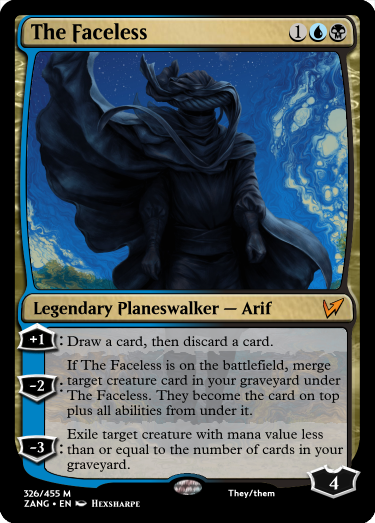 The Faceless 1
Legendary Planeswalker — Arif
+1: Draw a card, then discard a card.
If The Faceless is on the battlefield, merge
-2: target creature card in your graveyard under
The Faceless. They become the card on top
plus all abilities from under it.
Exile target creature with mana value less
-3: than or equal to the number of cards in your
graveyard.
4
326/455 M They/them
ZANG • EN Hexsharpe